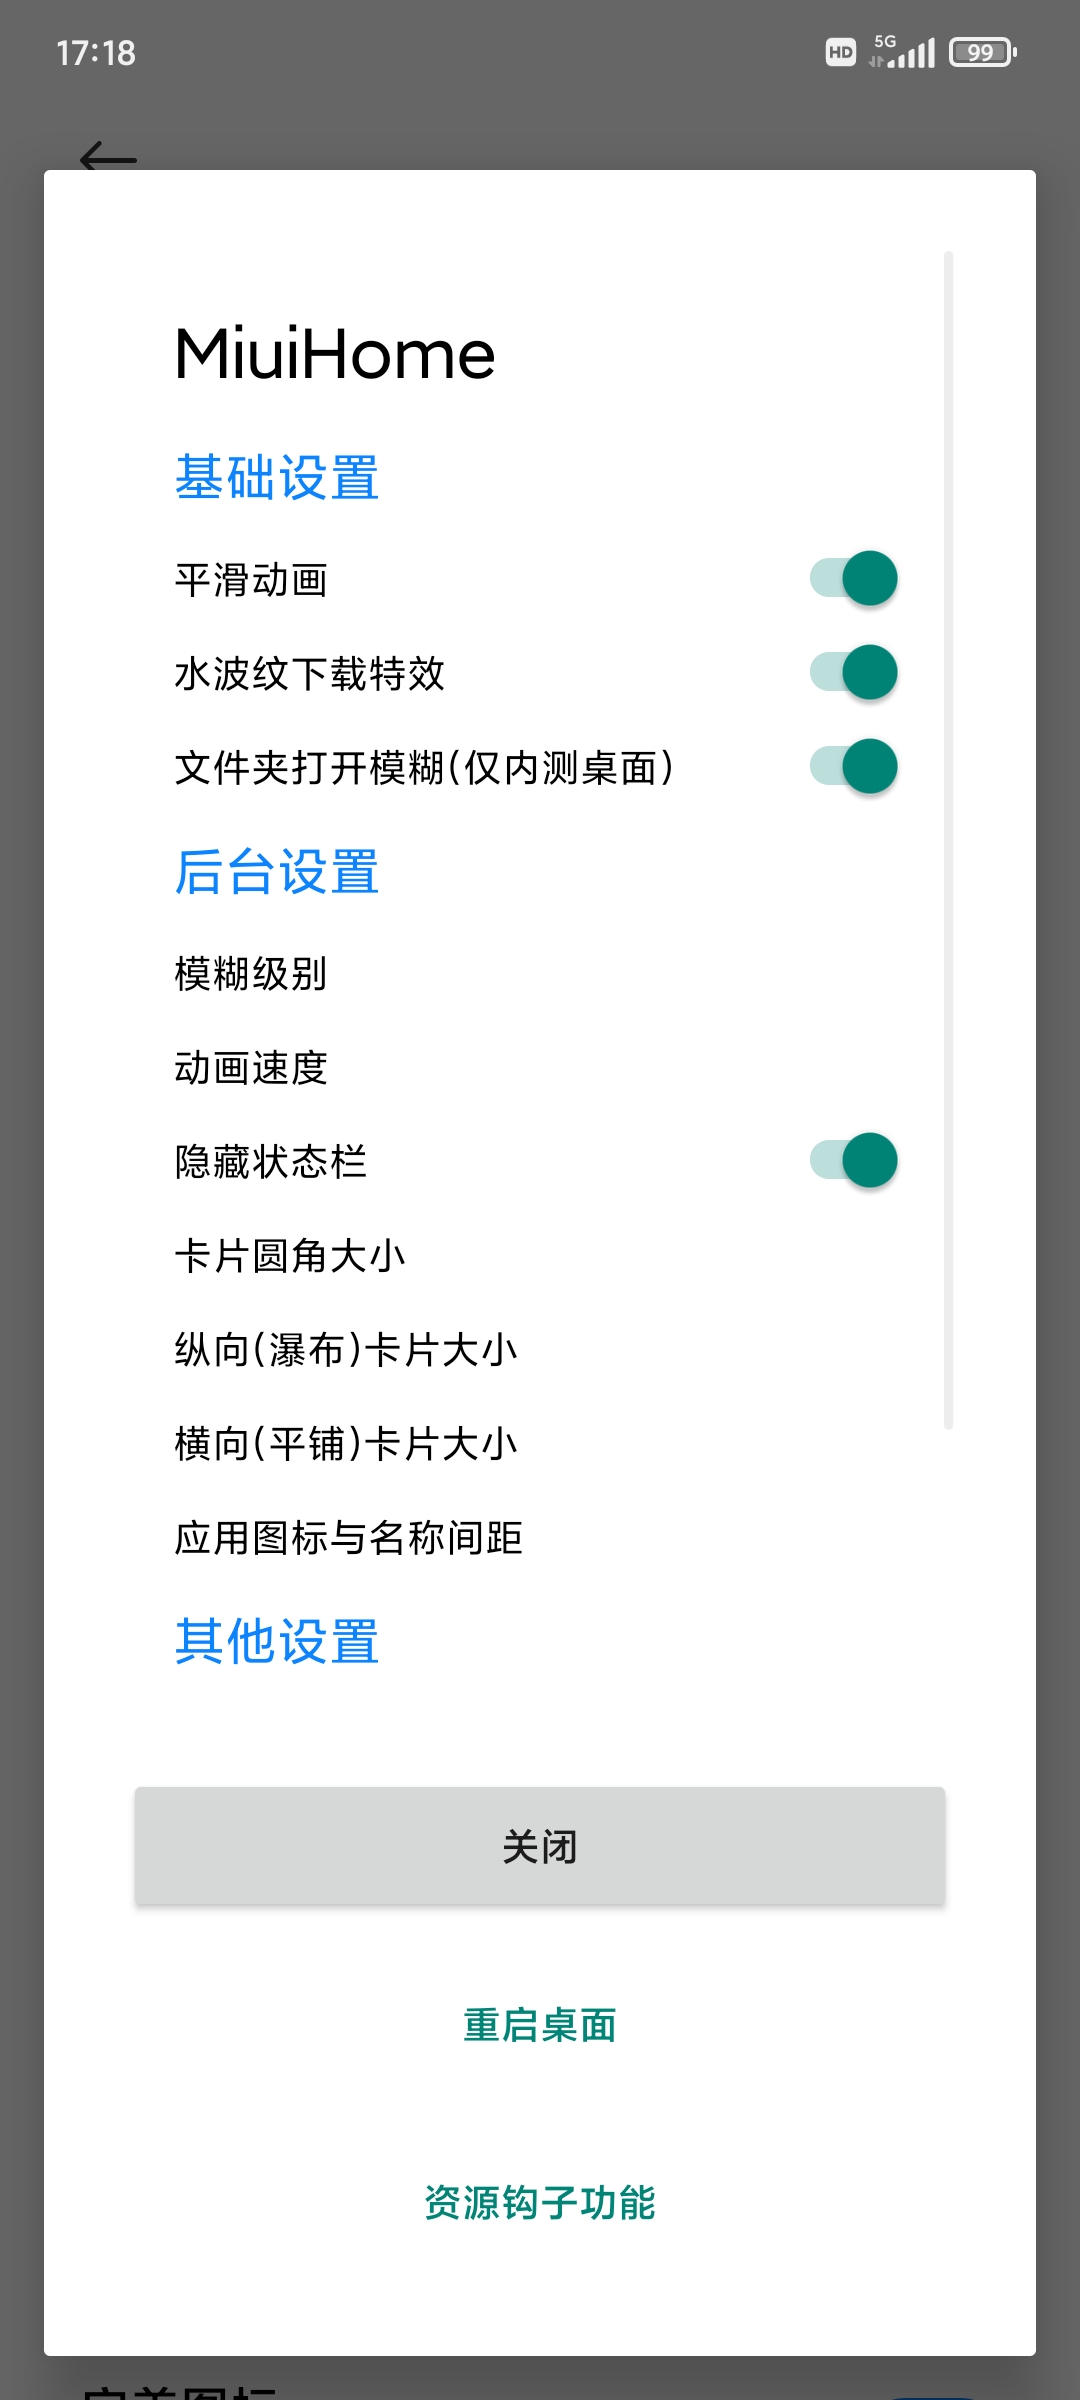 17:18
HD 5G 99
MiuiHome
基础设置
平滑动画
水波纹下载特效
文件夹打开模糊(仅内测桌面)
后台设置
模糊级别
动画速度
隐藏状态栏
卡片圆角大小
纵向(瀑布)卡片大小
横向(平铺)卡片大小
应用图标与名称间距
其他设置
关闭
重启桌面
资源钩子功能